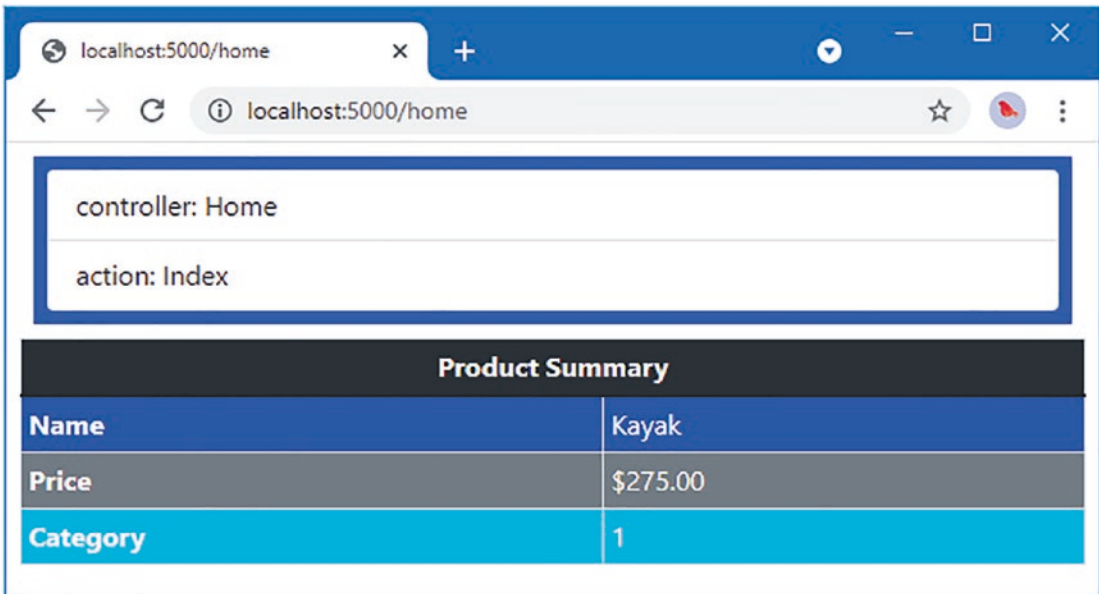 localhost:5000/home
localhost:5000/home
controller: Home
action: Index
Product Summary
Name Kayak
Price $275.00
Category 1